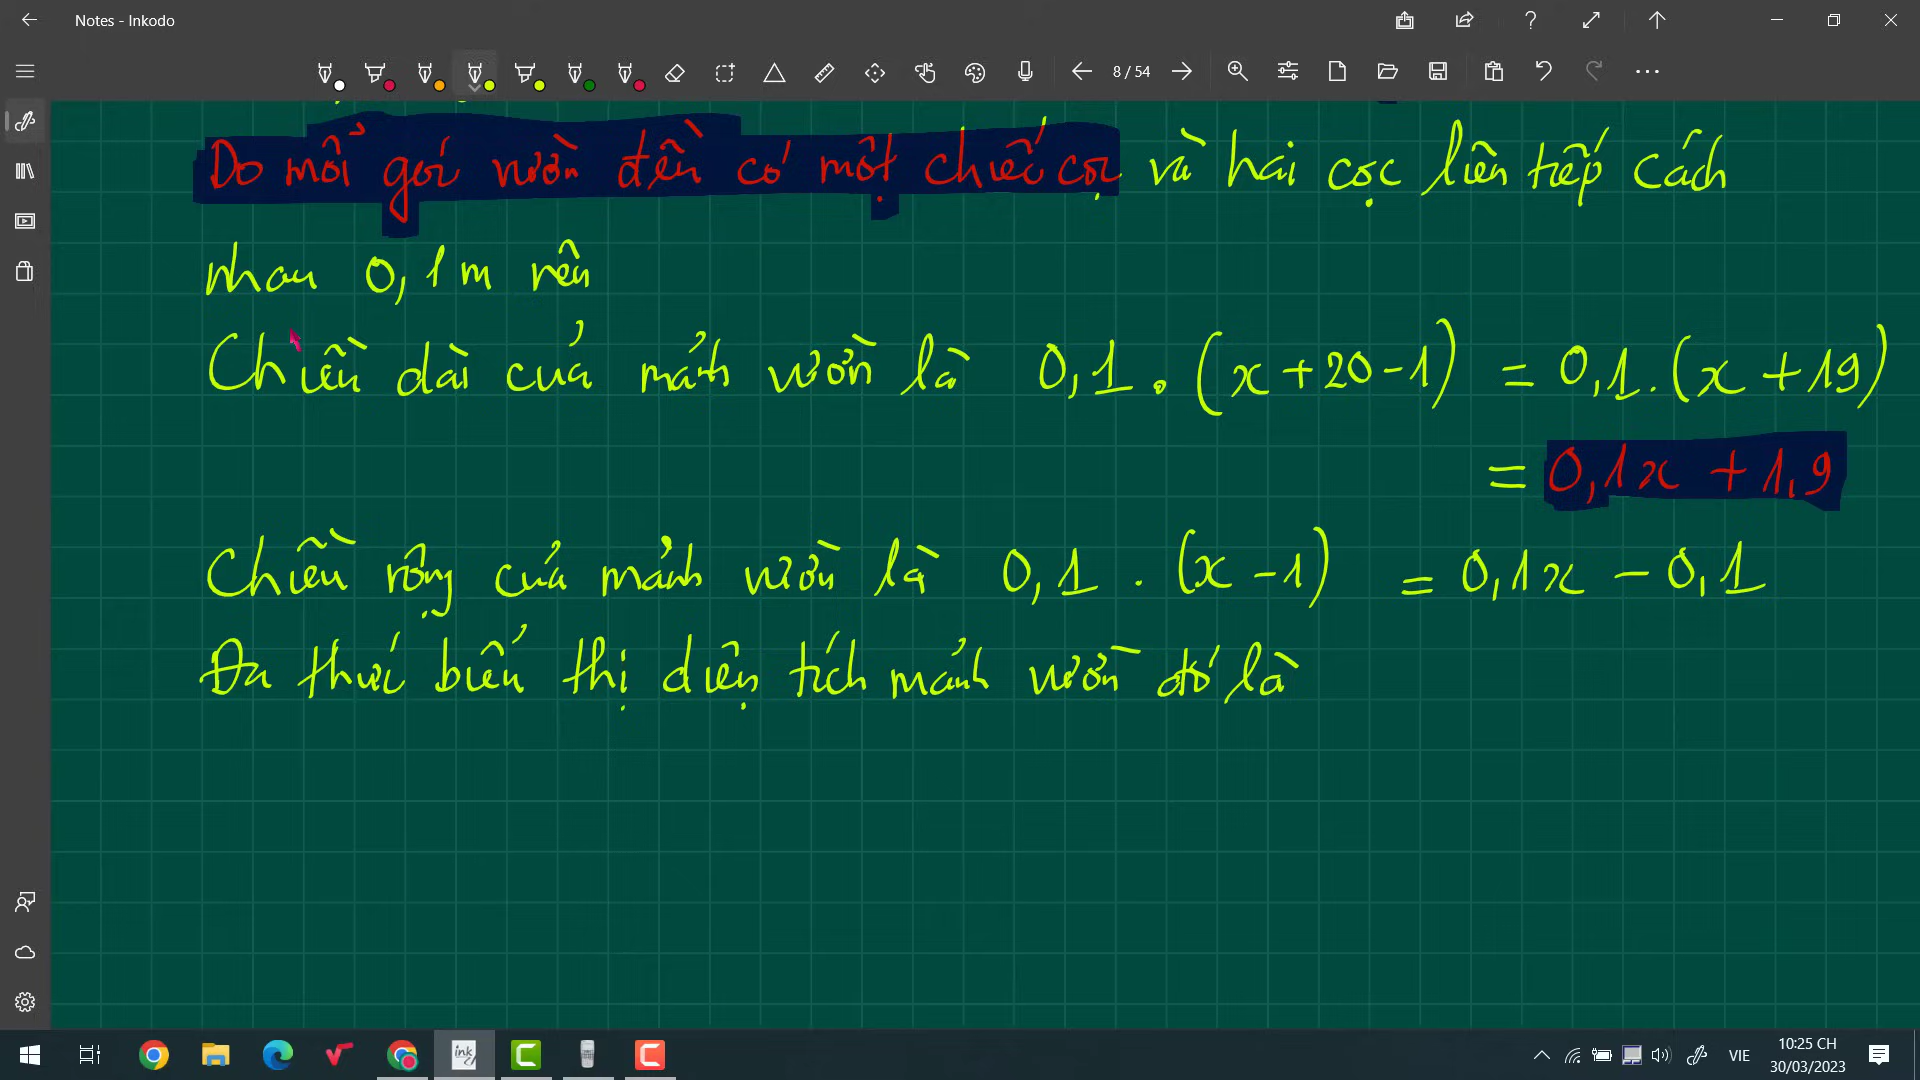 Notes - Inkodo
8 / 54
Do mỗi góc vườn đều có một chiếc cọc và hai cọc liên tiếp cách
nhau 0,1 m nên
Chiều dài của mảnh vườn là 0,1 . (x + 20 - 1) = 0,1 . (x + 19)
= 0,1x + 1,9
Chiều rộng của mảnh vườn là 0,1 . (x - 1) = 0,1x - 0,1
Đa thức biểu thị diện tích mảnh vườn đó là
ink
VIE
10:25 CH
30/03/2023